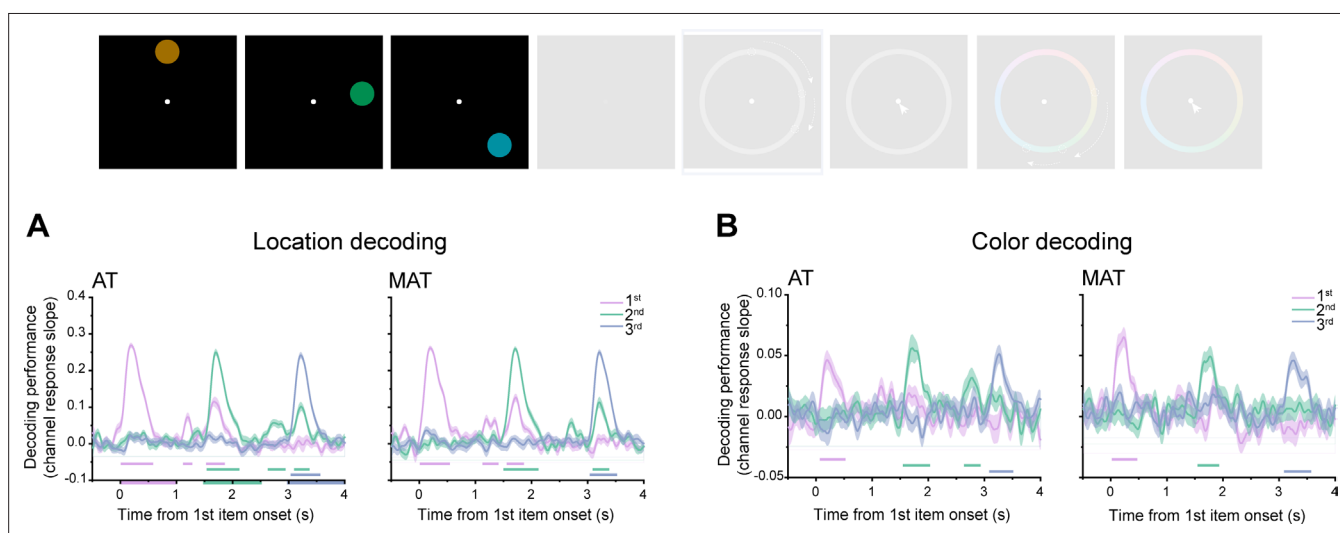 A
Location decoding
AT
MAT
Decoding performance
(channel response slope)
0.4
0.3
0.2
0.1
0.0
-0.1
1st
2nd
3rd
0 1 2 3 4
0 1 2 3 4
Time from 1st item onset (s)
Time from 1st item onset (s)
B
Color decoding
AT
MAT
Decoding performance
(channel response slope)
0.10
0.05
0.00
-0.05
1st
2nd
3rd
0 1 2 3 4
0 1 2 3 4
Time from 1st item onset (s)
Time from 1st item onset (s)